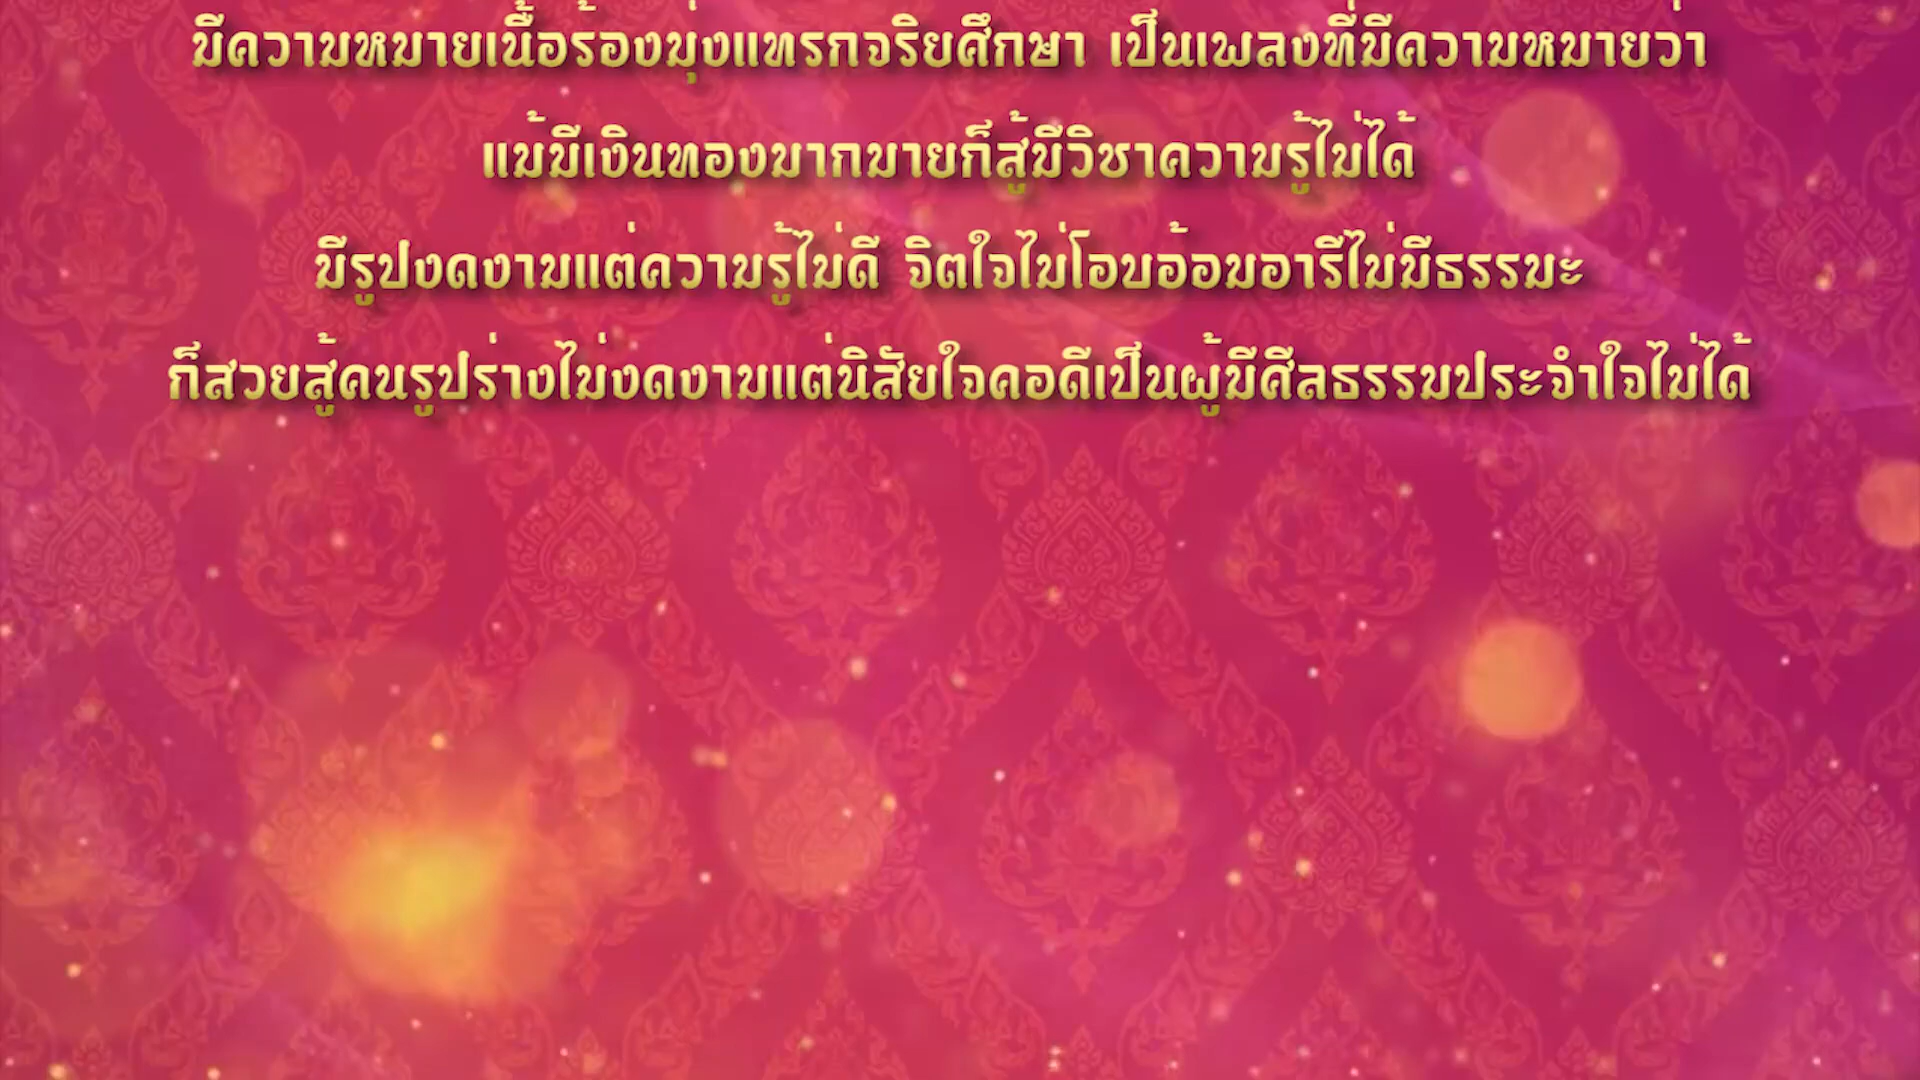 มีความหมายเนื้อร้องมุ่งแทรกจริยศึกษา เป็นเพลงที่มีความหมายว่า
แม้มีเงินทองมากมายก็สู้มีวิชาความรู้ไม่ได้
มีรูปงดงามแต่ความรู้ไม่ดี จิตใจไม่โอบอ้อมอารีไม่มีธรรมะ
ก็สวยสู้คนรูปร่างไม่งดงามแต่นิสัยใจคอดีเป็นผู้มีศีลธรรมประจำใจไม่ได้